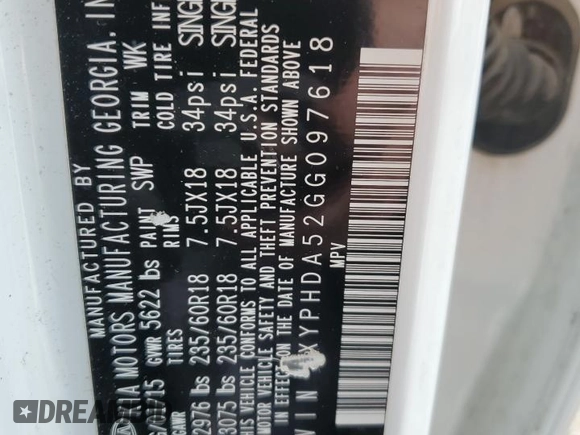 MANUFACTURED BY
KIA MOTORS MANUFACTURING GEORGIA, IN
GVWR 5622 lbs PAINT SWP TRIM WK
GAWR TIRES RIMS COLD TIRE INF
2976 lbs 235/60R18 7.5JX18 34psi SINGL
3075 lbs 235/60R18 7.5JX18 34psi SINGL
THIS VEHICLE CONFORMS TO ALL APPLICABLE U.S.A. FEDERAL
MOTOR VEHICLE SAFETY AND THEFT PREVENTION STANDARDS
IN EFFECT ON THE DATE OF MANUFACTURE SHOWN ABOVE
VIN XYPHDA52GG097618
MPV
DREAM